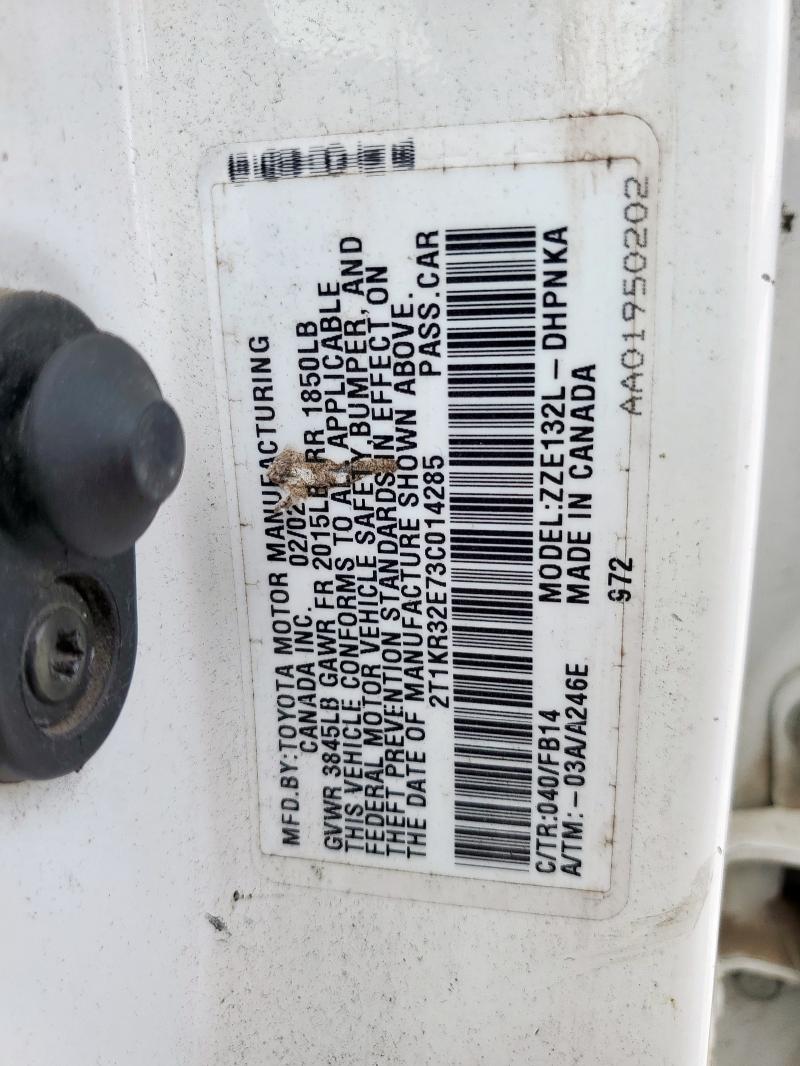 MFD.BY:TOYOTA MOTOR MANUFACTURING
CANADA INC. 02/02
GVWR 3845LB GAWR FR 2015LB RR 1850LB
THIS VEHICLE CONFORMS TO ALL APPLICABLE
FEDERAL MOTOR VEHICLE SAFETY, BUMPER, AND
THEFT PREVENTION STANDARDS IN EFFECT ON
THE DATE OF MANUFACTURE SHOWN ABOVE.
2T1KR32E73C014285 PASS.CAR
C/TR:040/FB14 MODEL:ZZE132L-DHPNKA
A/TM:-03A/A246E MADE IN CANADA
G72
AA01950202